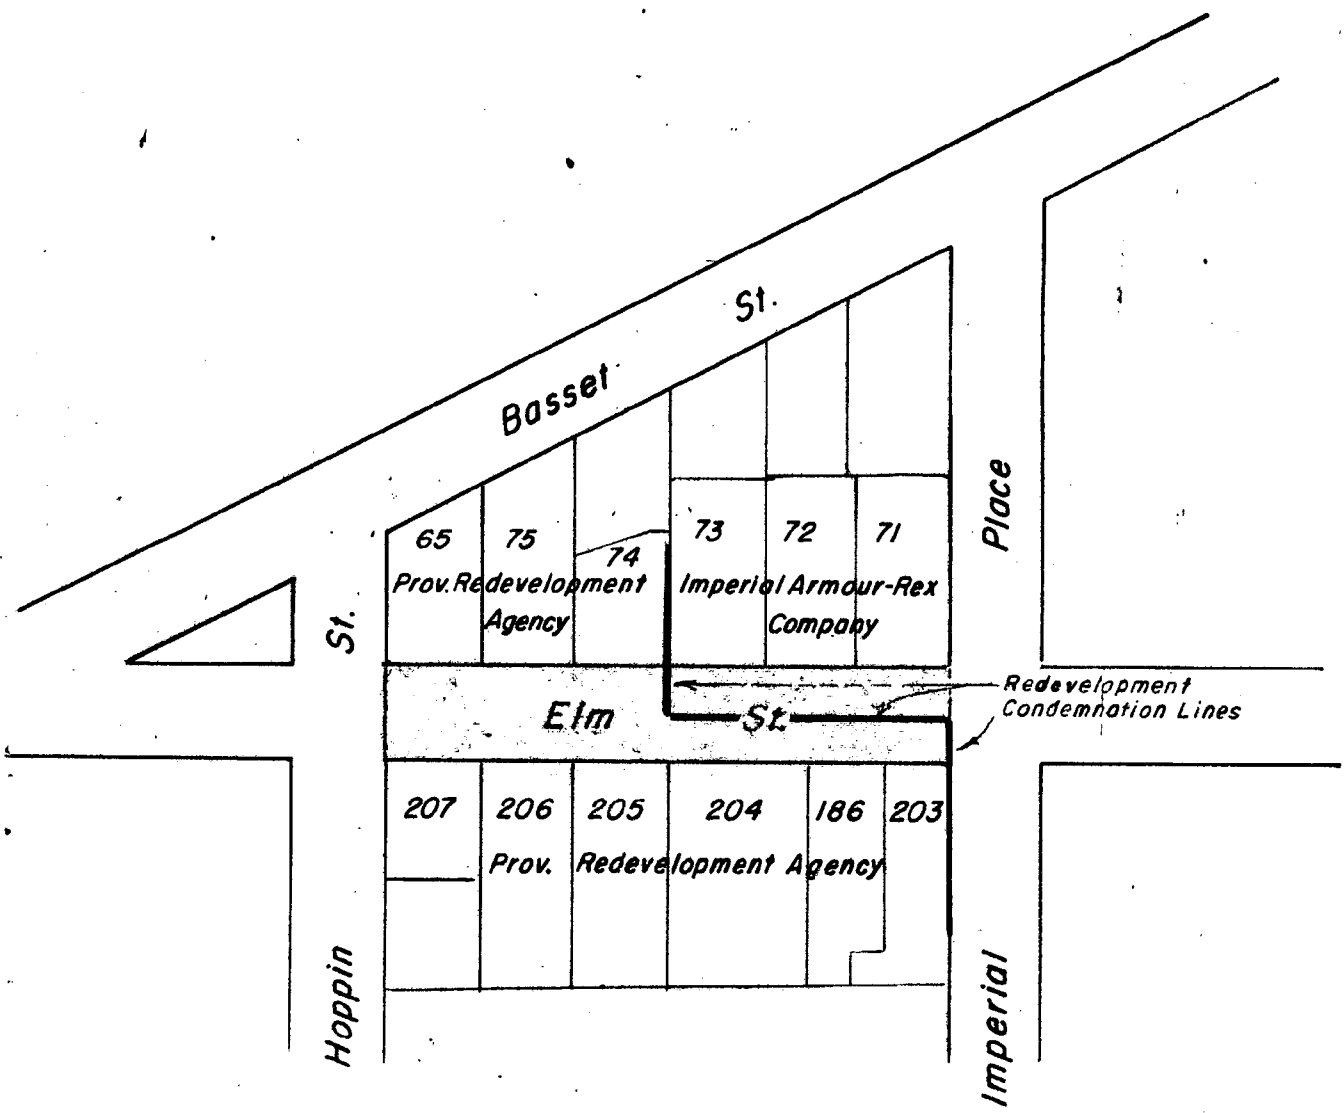 Basset St.
Place
65 75 74 73 72 71
Prov. Redevelopment
Agency
Imperial Armour-Rex
Company
St.
Elm St.
Redevelopment
Condemnation Lines
207 206 205 204 186 203
Prov. Redevelopment Agency
Hoppin
Imperial